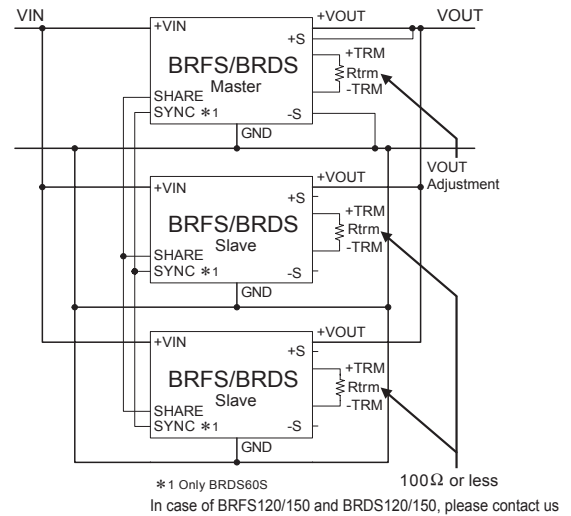 VIN
VOUT
+VIN
+VOUT
+S
+TRM
BRFS/BRDS
Master
Rtrm
-TRM
SHARE
SYNC *1
-S
GND
VOUT
Adjustment
+VIN
+VOUT
+S
+TRM
BRFS/BRDS
Slave
Rtrm
-TRM
SHARE
SYNC *1
-S
GND
+VIN
+VOUT
+S
+TRM
BRFS/BRDS
Slave
Rtrm
-TRM
SHARE
SYNC *1
-S
GND
*1 Only BRDS60S
100Ω or less
In case of BRFS120/150 and BRDS120/150, please contact us